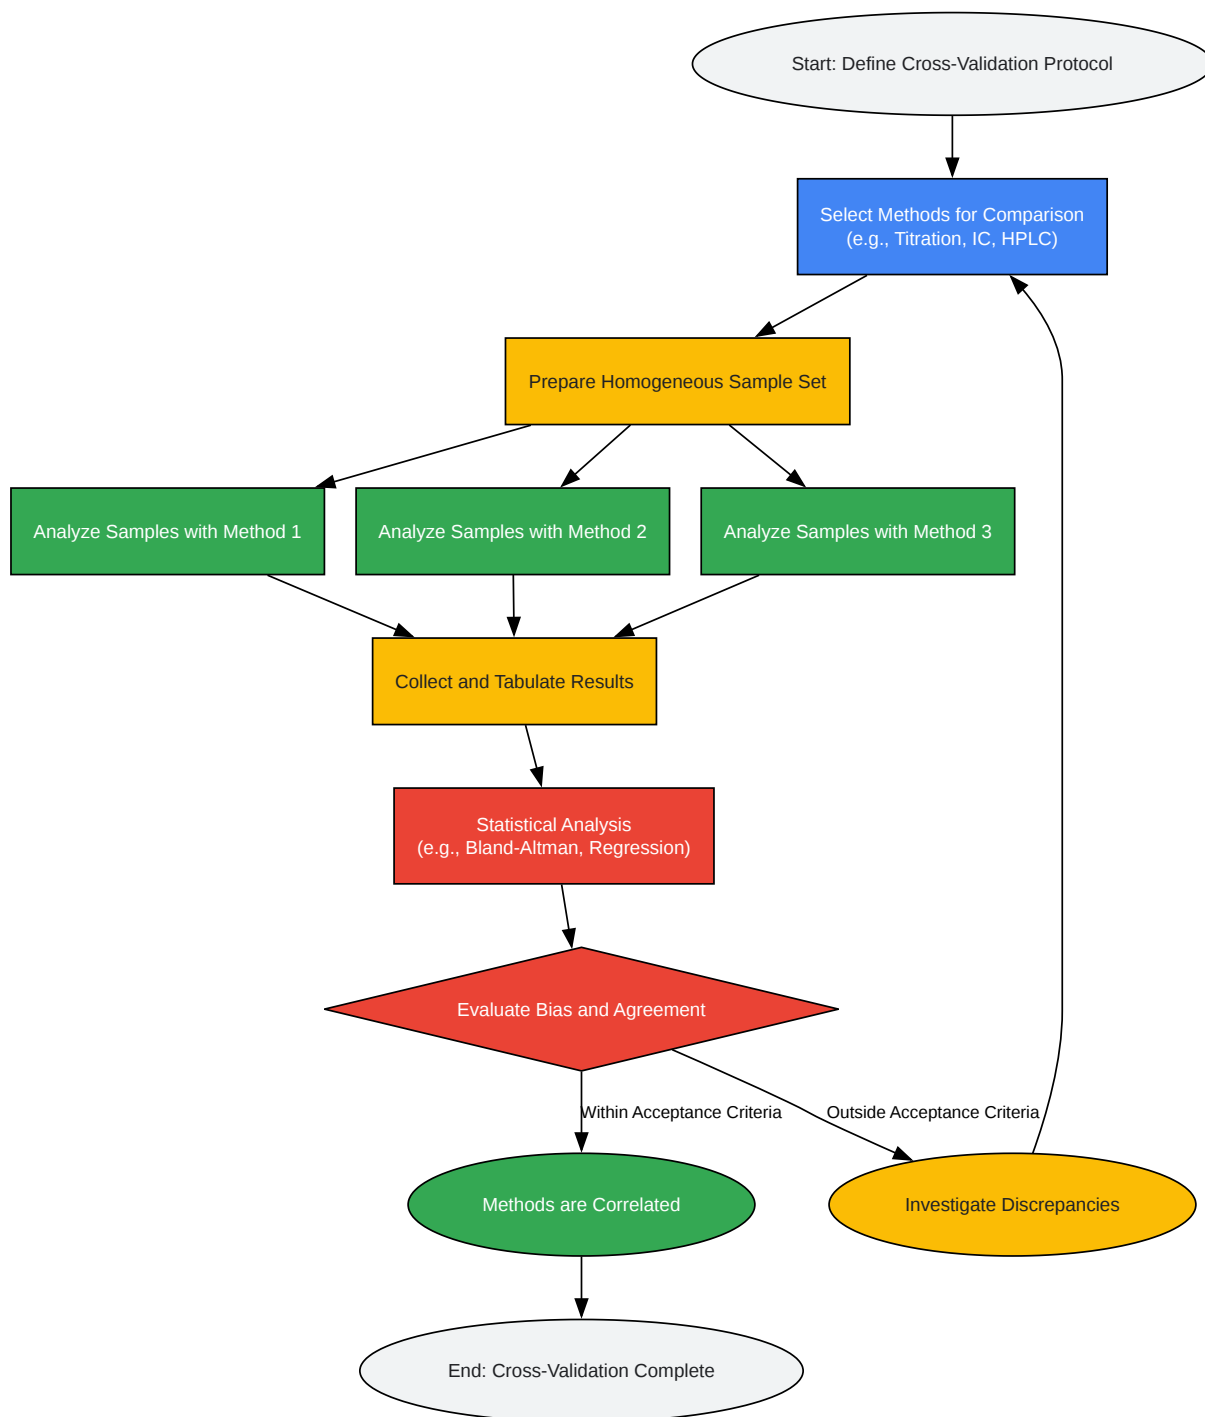 Start: Define Cross-Validation Protocol
Select Methods for Comparison
(e.g., Titration, IC, HPLC)
Prepare Homogeneous Sample Set
Analyze Samples with Method 1
Analyze Samples with Method 2
Analyze Samples with Method 3
Collect and Tabulate Results
Statistical Analysis
(e.g., Bland-Altman, Regression)
Evaluate Bias and Agreement
Within Acceptance Criteria
Outside Acceptance Criteria
Methods are Correlated
Investigate Discrepancies
End: Cross-Validation Complete